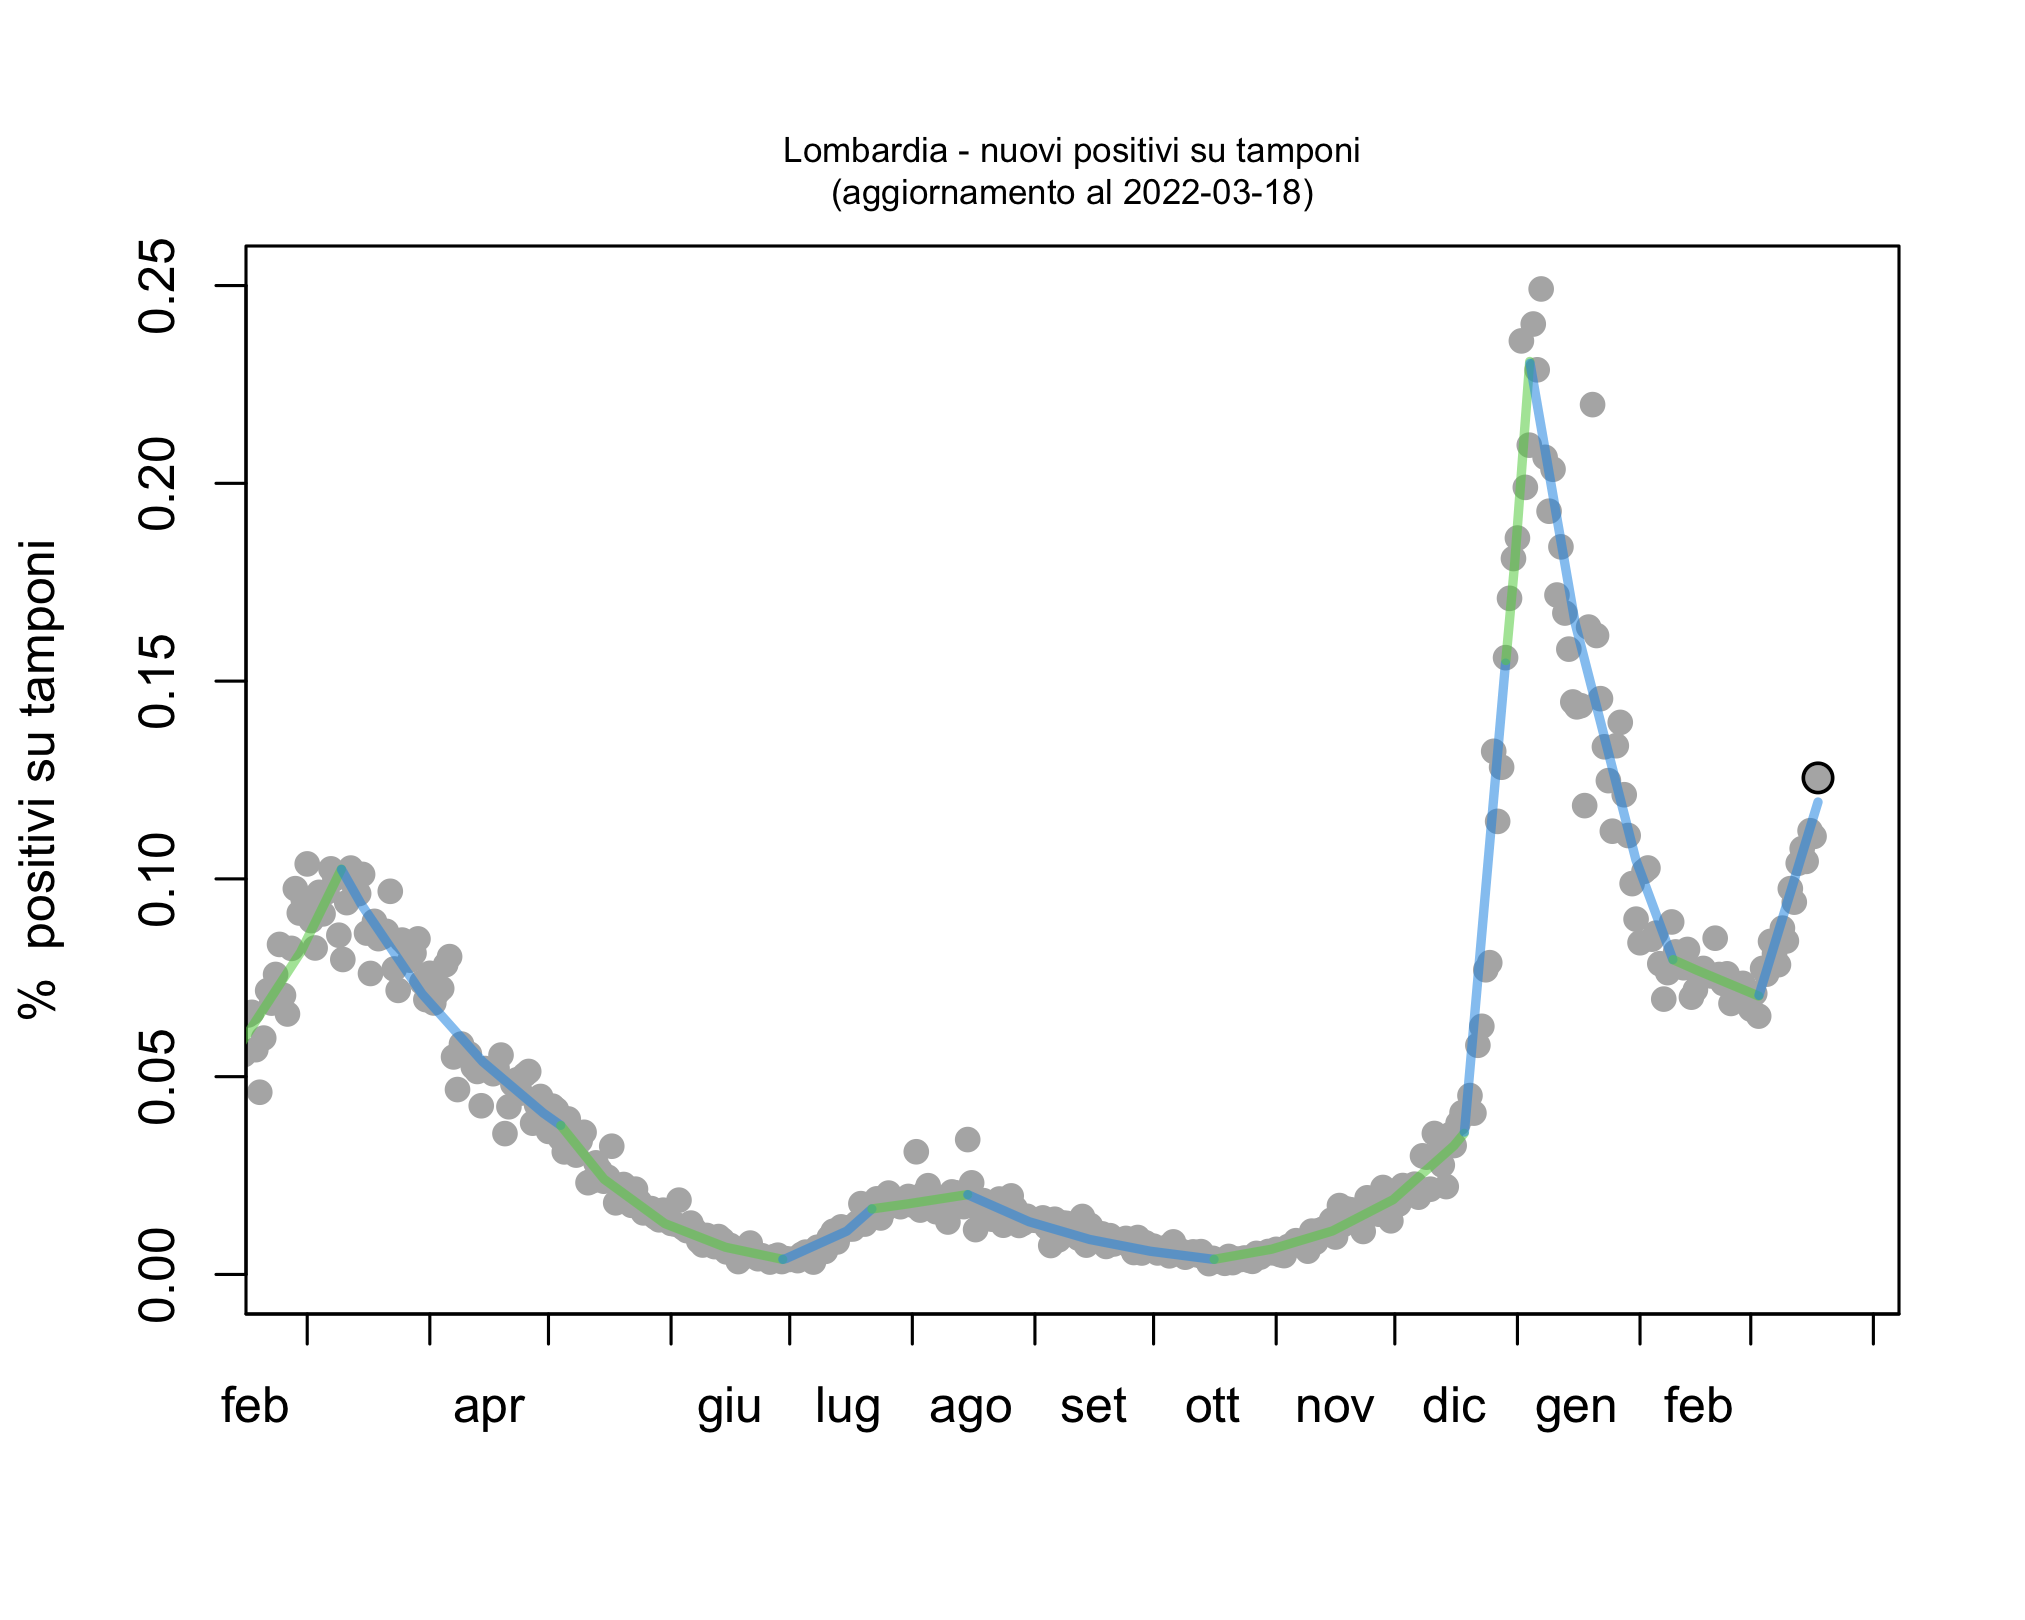 Lombardia - nuovi positivi su tamponi
(aggiornamento al 2022-03-18)
% positivi su tamponi
0.25
0.20
0.15
0.10
0.05
0.00
feb apr giu lug ago set ott nov dic gen feb